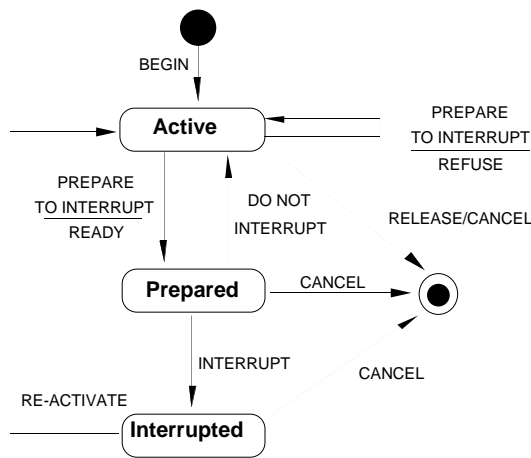 BEGIN
Active
PREPARE
TO INTERRUPT
REFUSE
PREPARE
TO INTERRUPT
READY
DO NOT
INTERRUPT
RELEASE/CANCEL
Prepared
CANCEL
INTERRUPT
CANCEL
RE-ACTIVATE
Interrupted